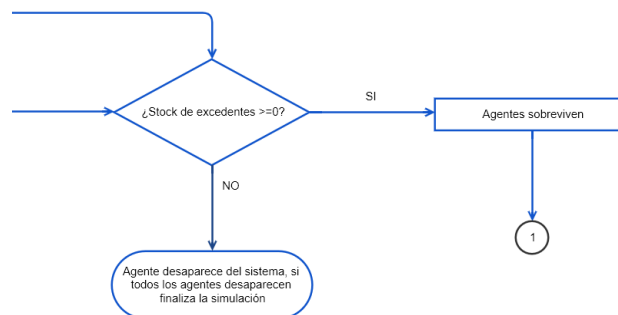 SI
¿Stock de excedentes >=0?
Agentes sobreviven
NO
1
Agente desaparece del sistema, si
todos los agentes desaparecen
finaliza la simulación